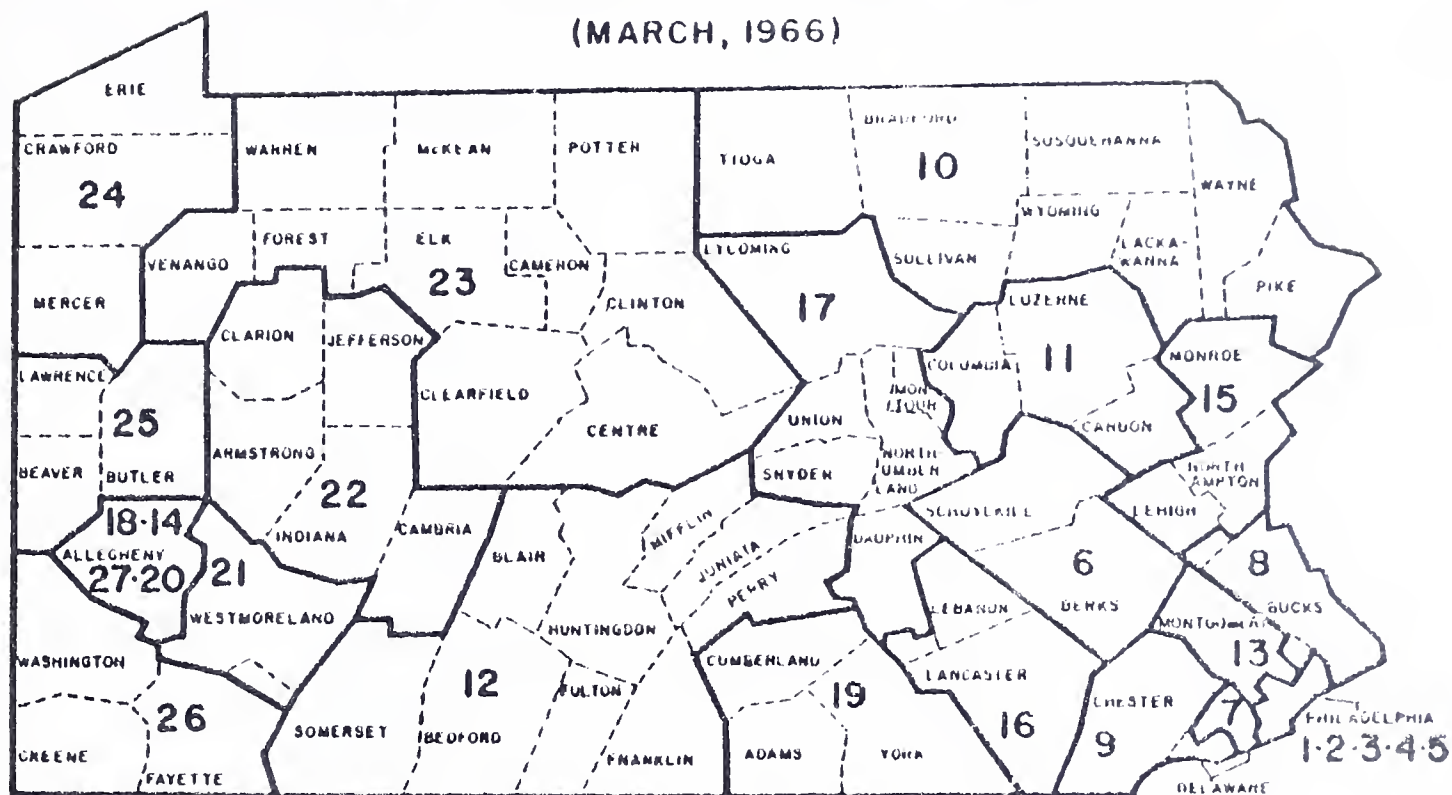 (MARCH, 1966)
ERIE
CRAWFORD
24
MERCER
WARREN
McKEAN
POTTER
TIOGA
BRADFORD
10
SUSQUEHANNA
WAYNE
VENANGO
FOREST
ELK
23
CAMERON
CLINTON
LYCOMING
17
SULLIVAN
WYOMING
LACKA-
WANNA
PIKE
LAWRENCE
CLARION
JEFFERSON
CLEARFIELD
CENTRE
UNION
MON
TOUR
COLUMBIA
LUZERNE
11
CARBON
MONROE
15
25
BEAVER
BUTLER
ARMSTRONG
22
INDIANA
CAMBRIA
BLAIR
MIFFLIN
SNYDER
NORTH-
UMBER
LAND
SCHUYLKILL
LEHIGH
NORTH
AMPTON
18·14
ALLEGHENY
27·20
21
WESTMORELAND
HUNTINGDON
JUNIATA
PERRY
DAUPHIN
LEBANON
6
BERKS
8
BUCKS
MONTGOMERY
13
WASHINGTON
26
GREENE
FAYETTE
SOMERSET
12
BEDFORD
FULTON
FRANKLIN
CUMBERLAND
19
ADAMS
YORK
LANCASTER
16
CHESTER
9
7
PHILADELPHIA
1·2·3·4·5
DELAWARE